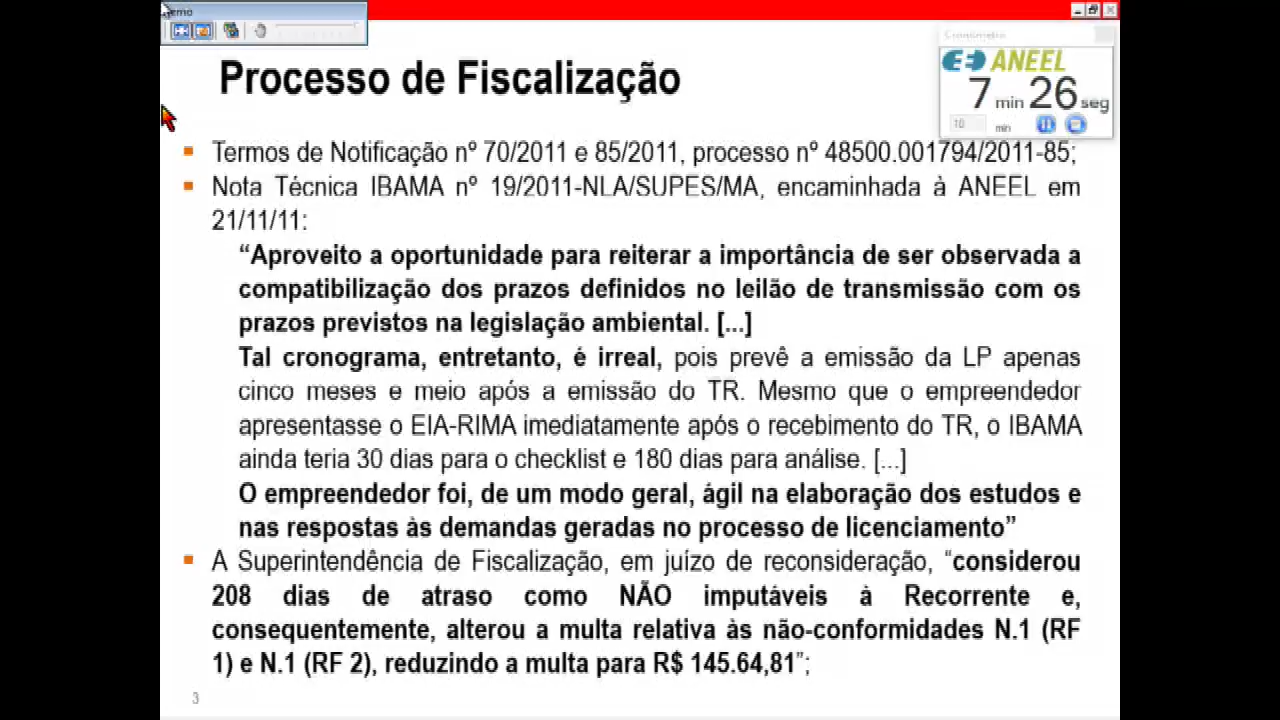 Cronômetro
ANEEL
7 min 26 seg
10 min
Processo de Fiscalização
Termos de Notificação nº 70/2011 e 85/2011, processo nº 48500.001794/2011-85;
Nota Técnica IBAMA nº 19/2011-NLA/SUPES/MA, encaminhada à ANEEL em
21/11/11:
“Aproveito a oportunidade para reiterar a importância de ser observada a
compatibilização dos prazos definidos no leilão de transmissão com os
prazos previstos na legislação ambiental. [...]
Tal cronograma, entretanto, é irreal, pois prevê a emissão da LP apenas
cinco meses e meio após a emissão do TR. Mesmo que o empreendedor
apresentasse o EIA-RIMA imediatamente após o recebimento do TR, o IBAMA
ainda teria 30 dias para o checklist e 180 dias para análise. [...]
O empreendedor foi, de um modo geral, ágil na elaboração dos estudos e
nas respostas às demandas geradas no processo de licenciamento”
A Superintendência de Fiscalização, em juízo de reconsideração, “considerou
208 dias de atraso como NÃO imputáveis à Recorrente e,
consequentemente, alterou a multa relativa às não-conformidades N.1 (RF
1) e N.1 (RF 2), reduzindo a multa para R$ 145.64,81”;
3